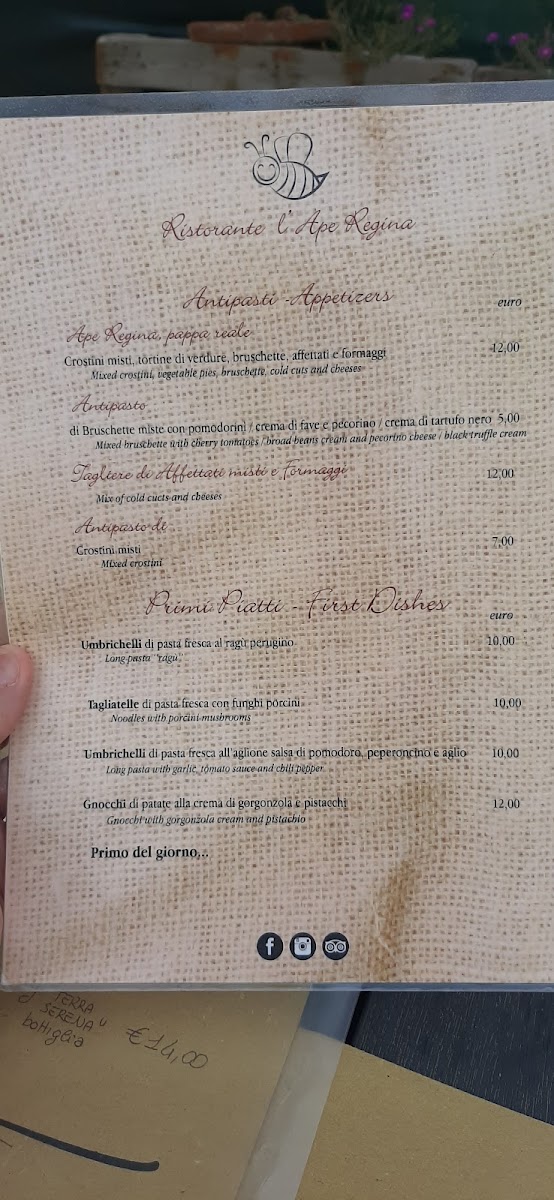 Ristorante l'Ape Regina
Antipasti - Appetizers
euro
Ape Regina, pappa reale
Crostini misti, tortine di verdure, bruschette, affettati e formaggi 12,00
Mixed crostini, vegetable pies, bruschette, cold cuts and cheeses
Antipasto
di Bruschette miste con pomodorini / crema di fave e pecorino / crema di tartufo nero 5,00
Mixed bruschette with cherry tomatoes / broad beans cream and pecorino cheese / black truffle cream
Tagliere di Affettati misti e Formaggi 12,00
Mix of cold cucts and cheeses
Antipasto di
Crostini misti 7,00
Mixed crostini
Primi Piatti - First Dishes
euro
Umbrichelli di pasta fresca al ragù perugino 10,00
Long pasta "ragù"
Tagliatelle di pasta fresca con funghi porcini 10,00
Noodles with porcini mushrooms
Umbrichelli di pasta fresca all'aglione salsa di pomodoro, peperoncino e aglio 10,00
Long pasta with garlic, tomato sauce and chili pepper
Gnocchi di patate alla crema di gorgonzola e pistacchi 12,00
Gnocchi with gorgonzola cream and pistachio
Primo del giorno...
TERRA
SERENA"
bottiglia €14,00